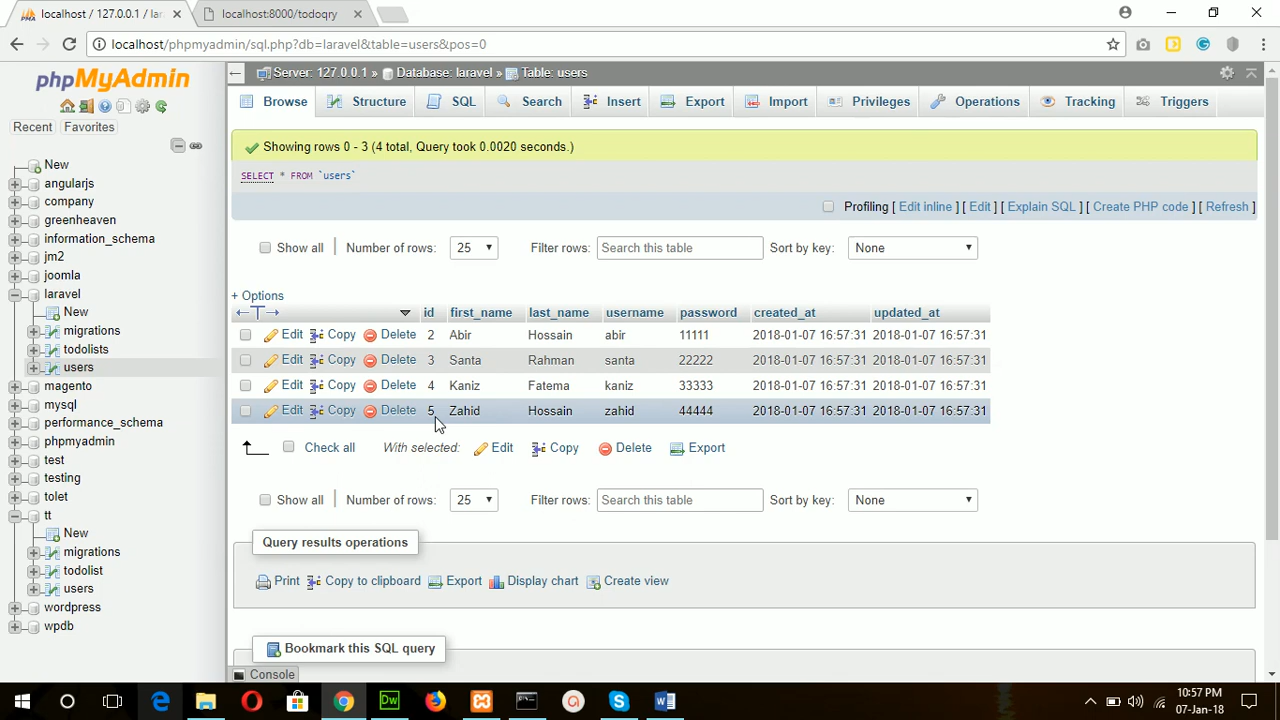 localhost / 127.0.0.1 / lar
localhost:8000/todoqry
localhost/phpmyadmin/sql.php?db=laravel&table=users&pos=0
phpMyAdmin
Recent Favorites
New
angularjs
company
greenheaven
information_schema
jm2
joomla
laravel
New
migrations
todolists
users
magento
mysql
performance_schema
phpmyadmin
test
testing
tolet
tt
New
migrations
todolist
users
wordpress
wpdb
Server: 127.0.0.1 » Database: laravel » Table: users
Browse Structure SQL Search Insert Export Import Privileges Operations Tracking Triggers
Showing rows 0 - 3 (4 total, Query took 0.0020 seconds.)
SELECT * FROM `users`
Profiling [ Edit inline ] [ Edit ] [ Explain SQL ] [ Create PHP code ] [ Refresh ]
Show all Number of rows: 25 Filter rows: Search this table Sort by key: None
+ Options
id first_name last_name username password created_at updated_at
Edit Copy Delete 2 Abir Hossain abir 11111 2018-01-07 16:57:31 2018-01-07 16:57:31
Edit Copy Delete 3 Santa Rahman santa 22222 2018-01-07 16:57:31 2018-01-07 16:57:31
Edit Copy Delete 4 Kaniz Fatema kaniz 33333 2018-01-07 16:57:31 2018-01-07 16:57:31
Edit Copy Delete 5 Zahid Hossain zahid 44444 2018-01-07 16:57:31 2018-01-07 16:57:31
Check all With selected: Edit Copy Delete Export
Show all Number of rows: 25 Filter rows: Search this table Sort by key: None
Query results operations
Print Copy to clipboard Export Display chart Create view
Bookmark this SQL query
Console
10:57 PM
07-Jan-18